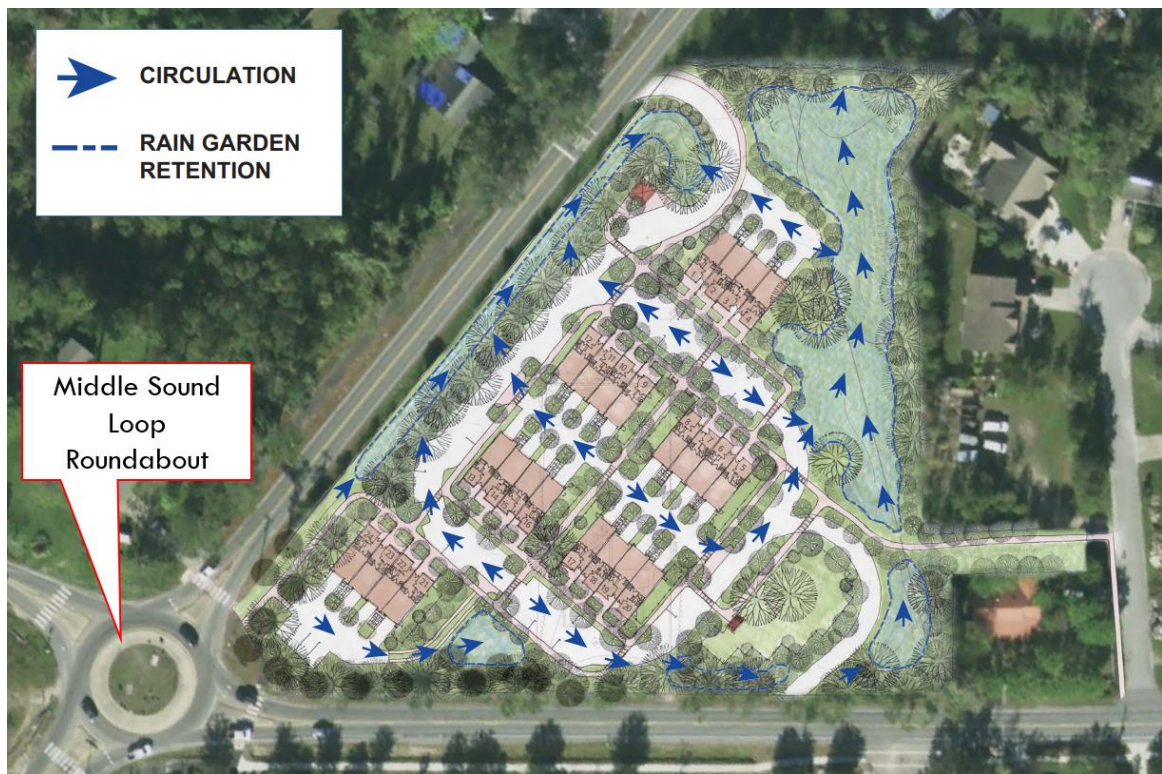 CIRCULATION
RAIN GARDEN
RETENTION
Middle Sound
Loop
Roundabout